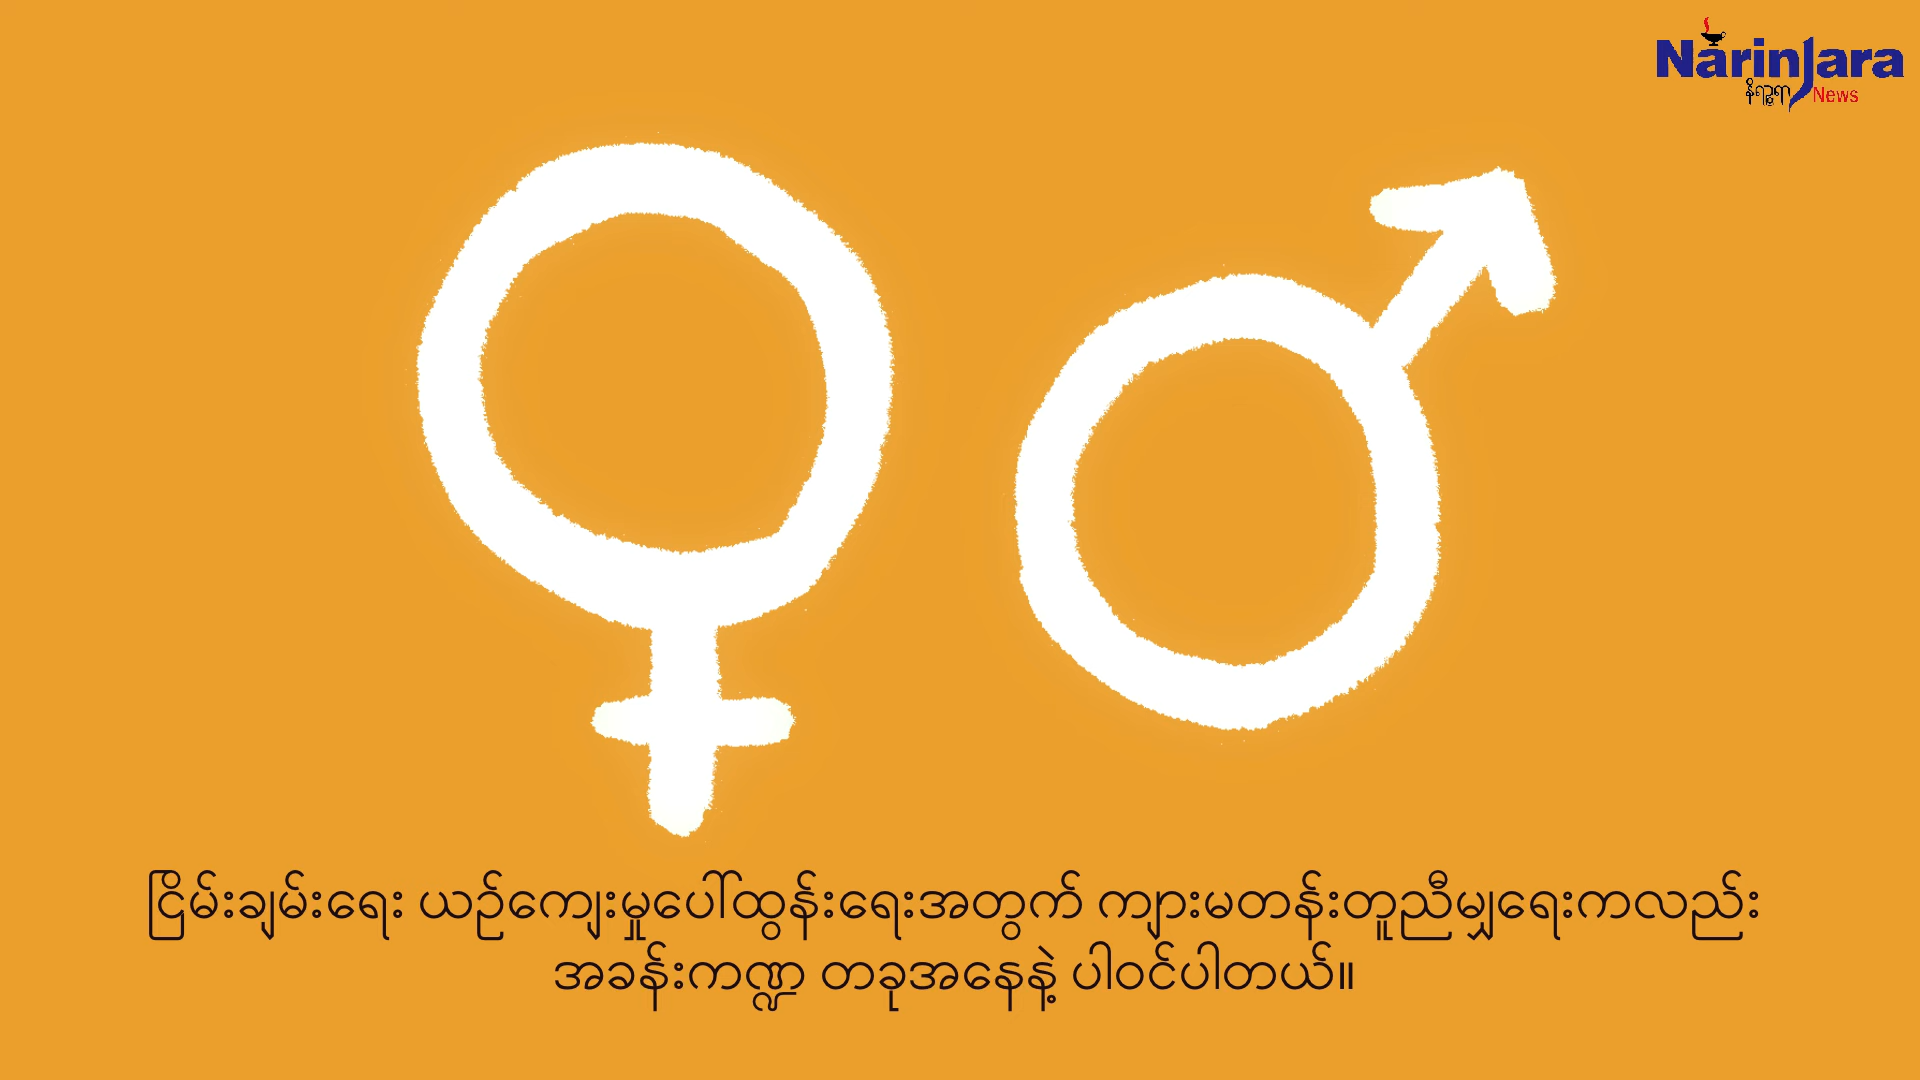 Narinjara
နိရဉ္စရာ News
ငြိမ်းချမ်းရေး ယဉ်ကျေးမှုပေါ်ထွန်းရေးအတွက် ကျားမတန်းတူညီမျှရေးကလည်း
အခန်းကဏ္ဍ တခုအနေနဲ့ ပါဝင်ပါတယ်။